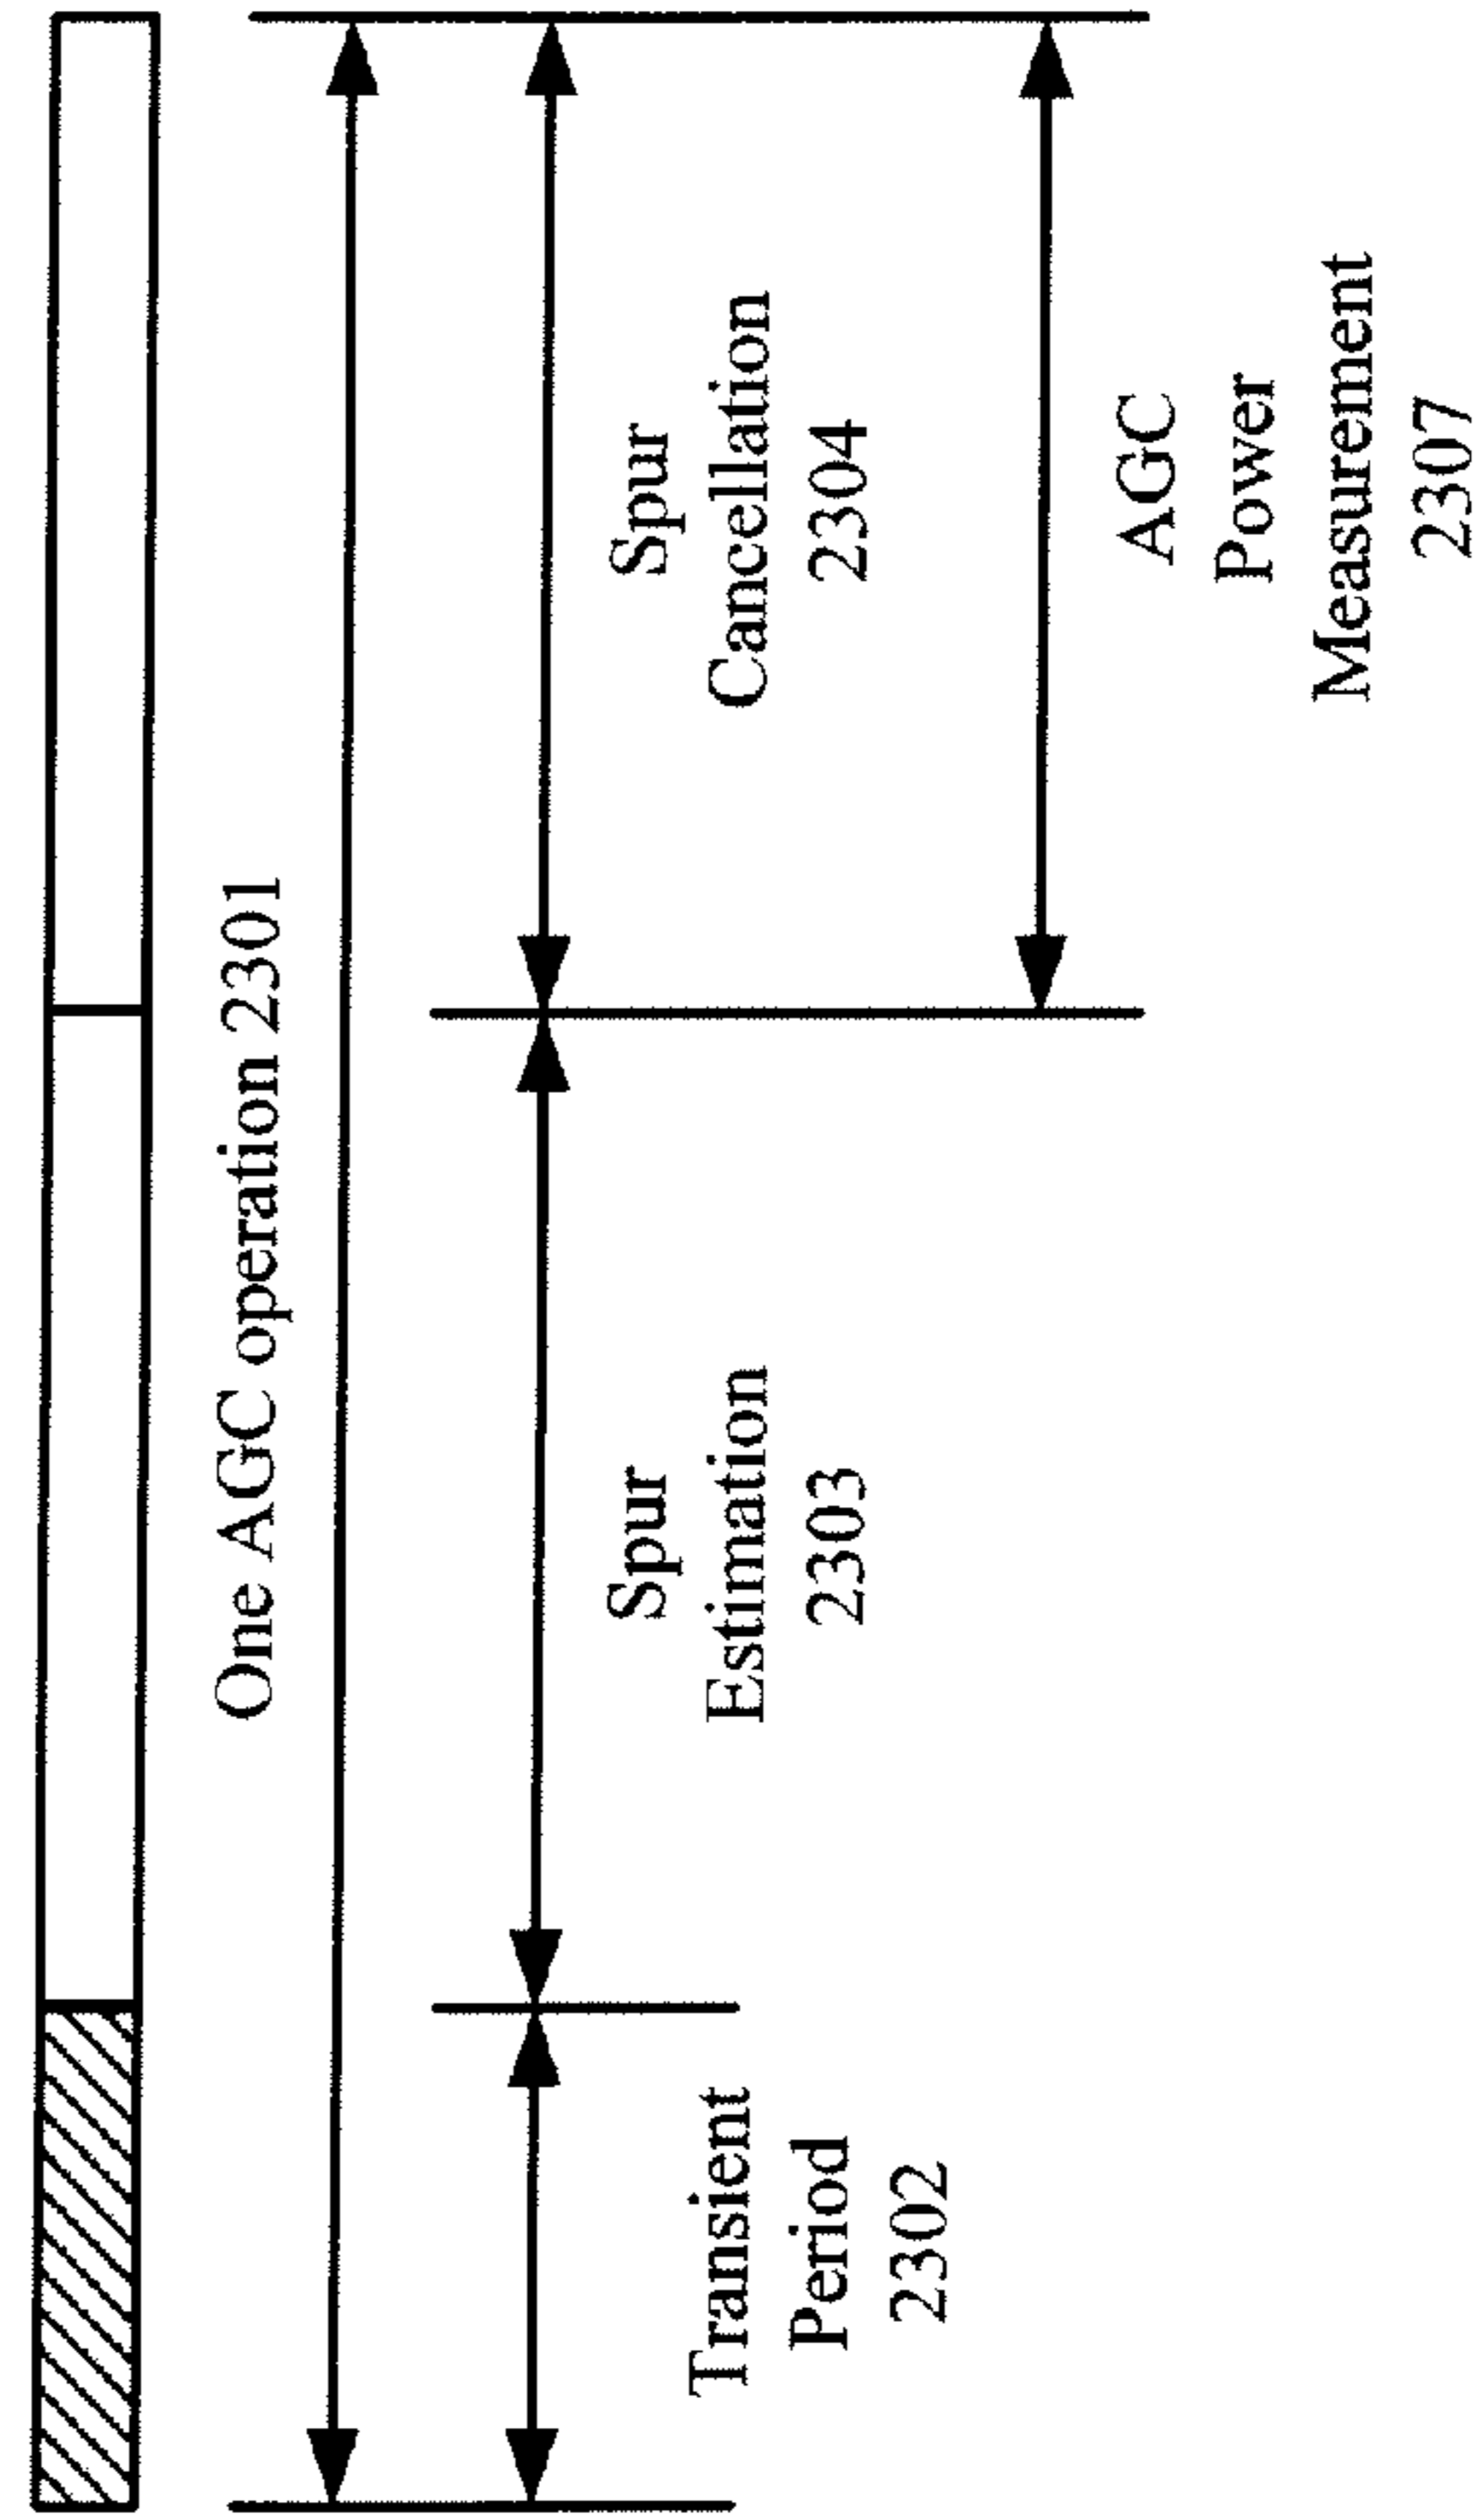 One AGC operation 2301
Transient
Period
2302
Spur
Estimation
2303
Spur
Cancellation
2304
AGC
Power
Measurement
2307